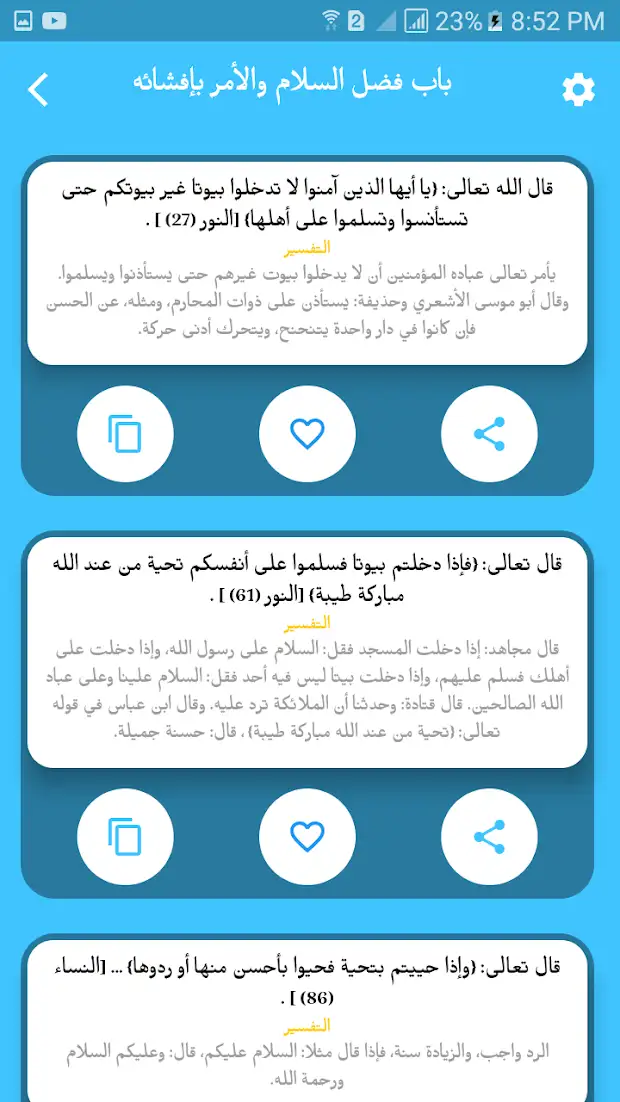 2 23% 8:52 PM
باب فضل السلام والأمر بإفشائه
قال الله تعالى: {يا أيها الذين آمنوا لا تدخلوا بيوتا غير بيوتكم حتى
تستأنسوا وتسلموا على أهلها} [النور (27) ] .
التفسير
يأمر تعالى عباده المؤمنين أن لا يدخلوا بيوت غيرهم حتى يستأذنوا ويسلموا.
وقال أبو موسى الأشعري وحذيفة: يستأذن على ذوات المحارم، ومثله، عن الحسن
فإن كانوا في دار واحدة يتنحنح، ويتحرك أدنى حركة.
قال تعالى: {فإذا دخلتم بيوتا فسلموا على أنفسكم تحية من عند الله
مباركة طيبة} [النور (61) ] .
التفسير
قال مجاهد: إذا دخلت المسجد فقل: السلام على رسول الله، وإذا دخلت على
أهلك فسلم عليهم، وإذا دخلت بيتا ليس فيه أحد فقل: السلام علينا وعلى عباد
الله الصالحين. قال قتادة: وحدثنا أن الملائكة ترد عليه. وقال ابن عباس في قوله
تعالى: {تحية من عند الله مباركة طيبة} ، قال: حسنة جميلة.
قال تعالى: {وإذا حييتم بتحية فحيوا بأحسن منها أو ردوها} ... [النساء
(86) ] .
التفسير
الرد واجب، والزيادة سنة، فإذا قال مثلا: السلام عليكم، قال: وعليكم السلام
ورحمة الله.